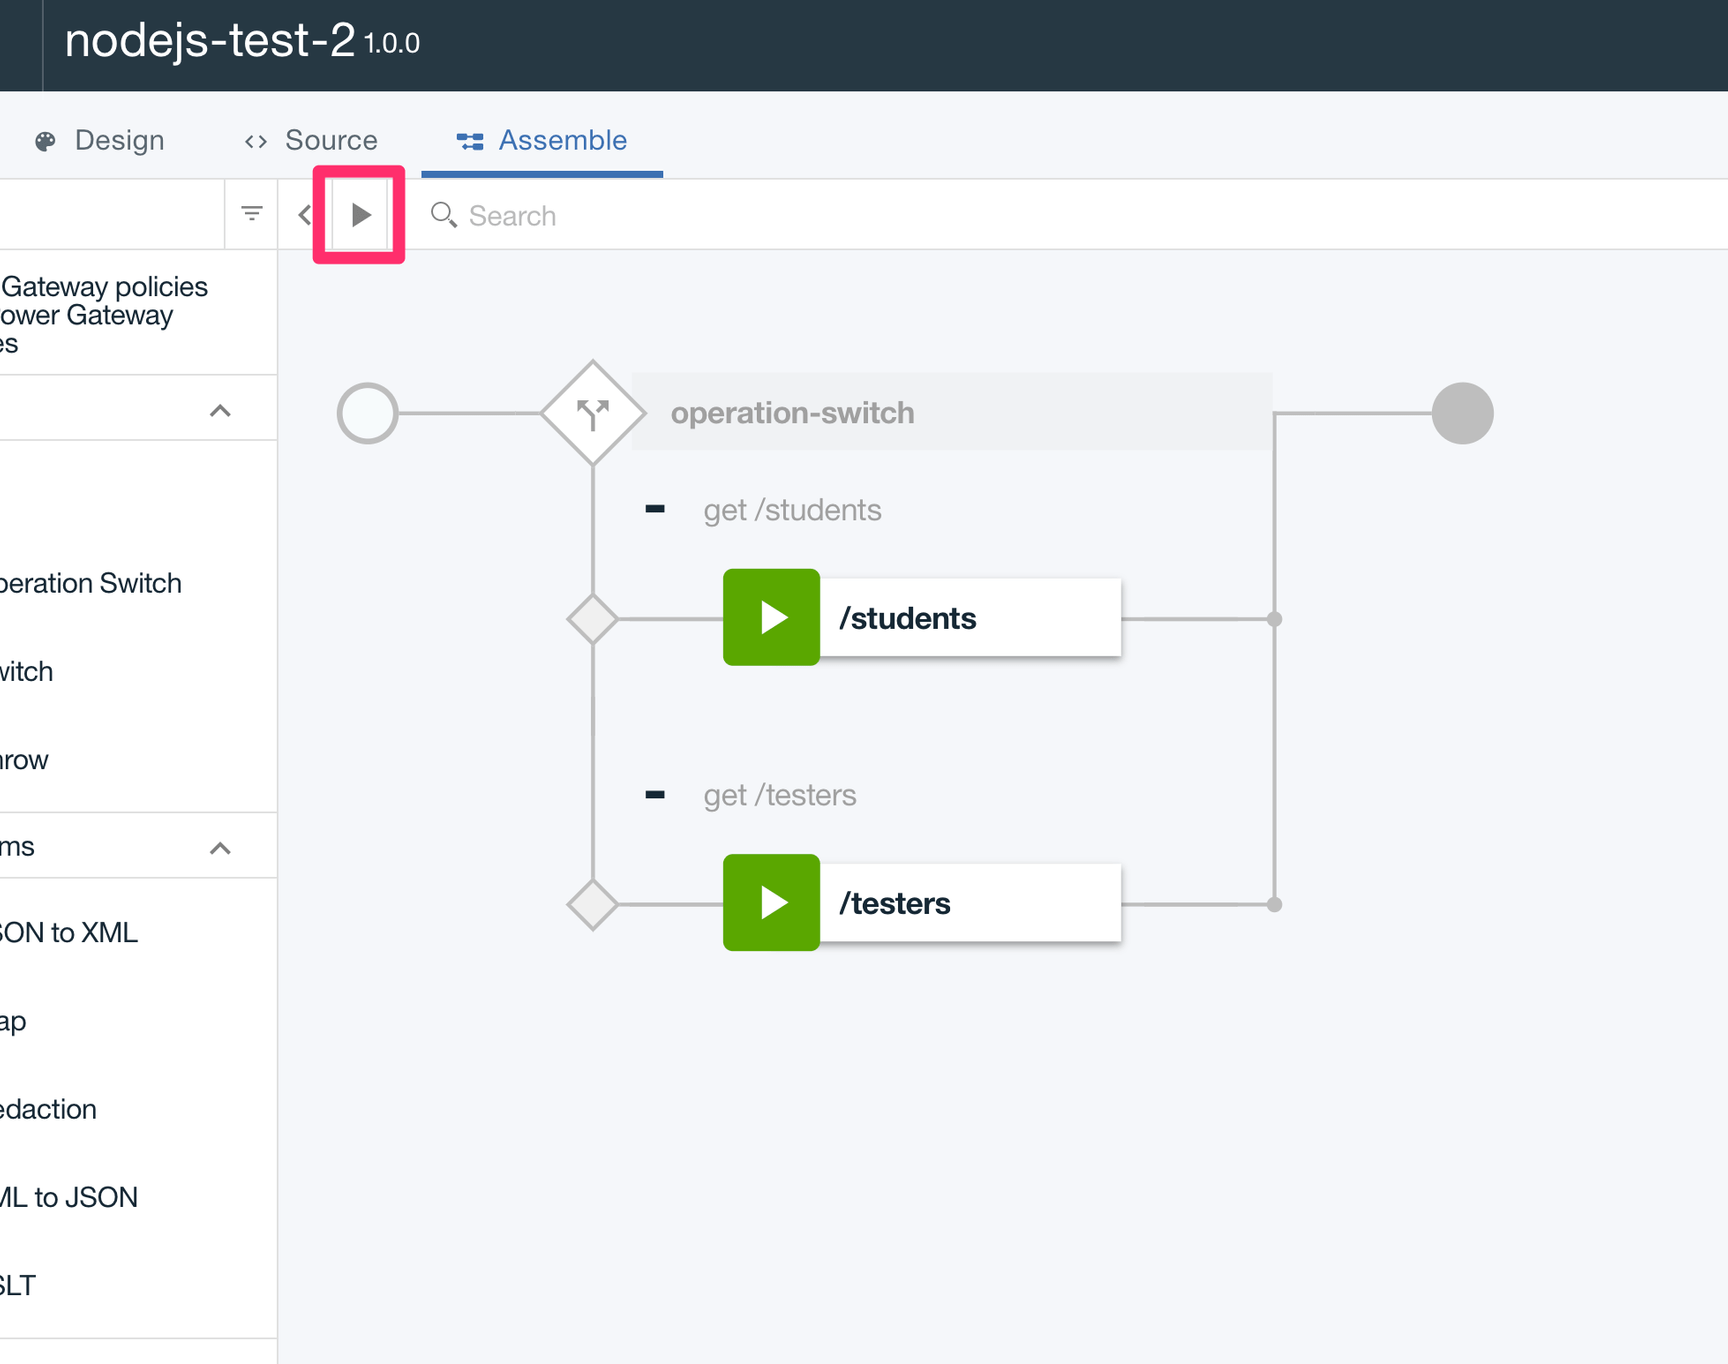 nodejs-test-2 1.0.0
Design
Source
Assemble
Search
Gateway policies
ower Gateway
es
operation-switch
get /students
/students
peration Switch
witch
hrow
get /testers
/testers
ms
SON to XML
ap
edaction
ML to JSON
SLT